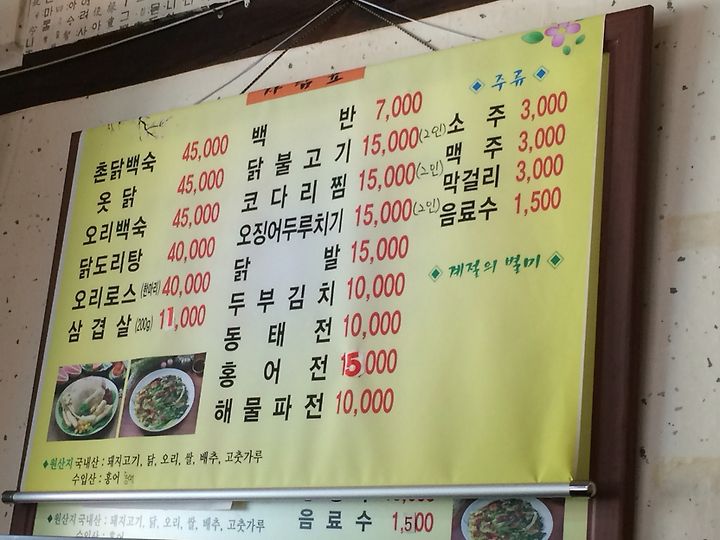 차림표
촌닭백숙 45,000
옷닭 45,000
오리백숙 45,000
닭도리탕 40,000
오리로스(한마리) 40,000
삼겹살(200g) 11,000
백반 7,000
닭불고기 15,000(2인)
코다리찜 15,000(2인)
오징어두루치기 15,000(2인)
닭발 15,000
두부김치 10,000
동태전 10,000
홍어전 15,000
해물파전 10,000
◆주류◆
소주 3,000
맥주 3,000
막걸리 3,000
음료수 1,500
◆계절의 별미◆
◆원산지 국내산 : 돼지고기, 닭, 오리, 쌀, 배추, 고춧가루
수입산 : 홍어
◆원산지 국내산 : 돼지고기, 닭, 오리, 쌀, 배추, 고춧가루
음료수 1,500